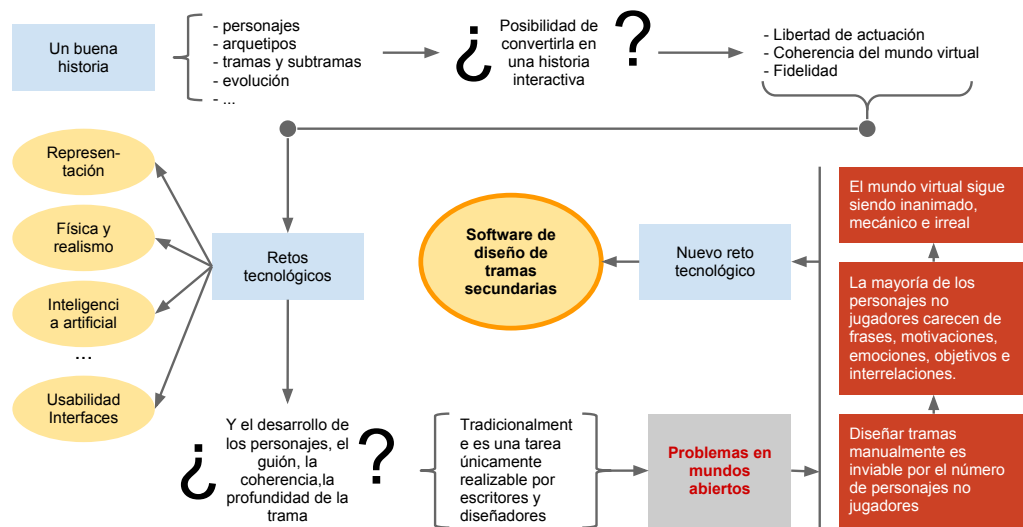 Un buena
historia
- personajes
- arquetipos
- tramas y subtramas
- evolución
- ...
¿
Posibilidad de
convertirla en
una historia
interactiva
?
- Libertad de actuación
- Coherencia del mundo virtual
- Fidelidad
Represen-
tación
Física y
realismo
Inteligenci
a artificial
...
Usabilidad
Interfaces
Retos
tecnológicos
Software de
diseño de
tramas
secundarias
Nuevo reto
tecnológico
El mundo virtual sigue
siendo inanimado,
mecánico e irreal
La mayoría de los
personajes no
jugadores carecen de
frases, motivaciones,
emociones, objetivos e
interrelaciones.
Diseñar tramas
manualmente es
inviable por el número
de personajes no
jugadores
¿
Y el desarrollo de
los personajes, el
guión, la
coherencia,la
profundidad de la
trama
?
Tradicionalment
e es una tarea
únicamente
realizable por
escritores y
diseñadores
Problemas en
mundos
abiertos